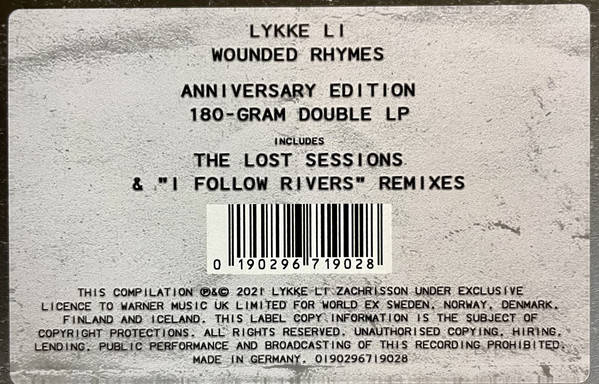 LYKKE LI
WOUNDED RHYMES
ANNIVERSARY EDITION
180-GRAM DOUBLE LP
INCLUDES
THE LOST SESSIONS
& "I FOLLOW RIVERS" REMIXES
0 190296 719028
THIS COMPILATION ℗&© 2021 LYKKE LI ZACHRISSON UNDER EXCLUSIVE
LICENCE TO WARNER MUSIC UK LIMITED FOR WORLD EX SWEDEN, NORWAY, DENMARK,
FINLAND AND ICELAND. THIS LABEL COPY INFORMATION IS THE SUBJECT OF
COPYRIGHT PROTECTIONS. ALL RIGHTS RESERVED. UNAUTHORISED COPYING, HIRING,
LENDING, PUBLIC PERFORMANCE AND BROADCASTING OF THIS RECORDING PROHIBITED.
MADE IN GERMANY. 0190296719028